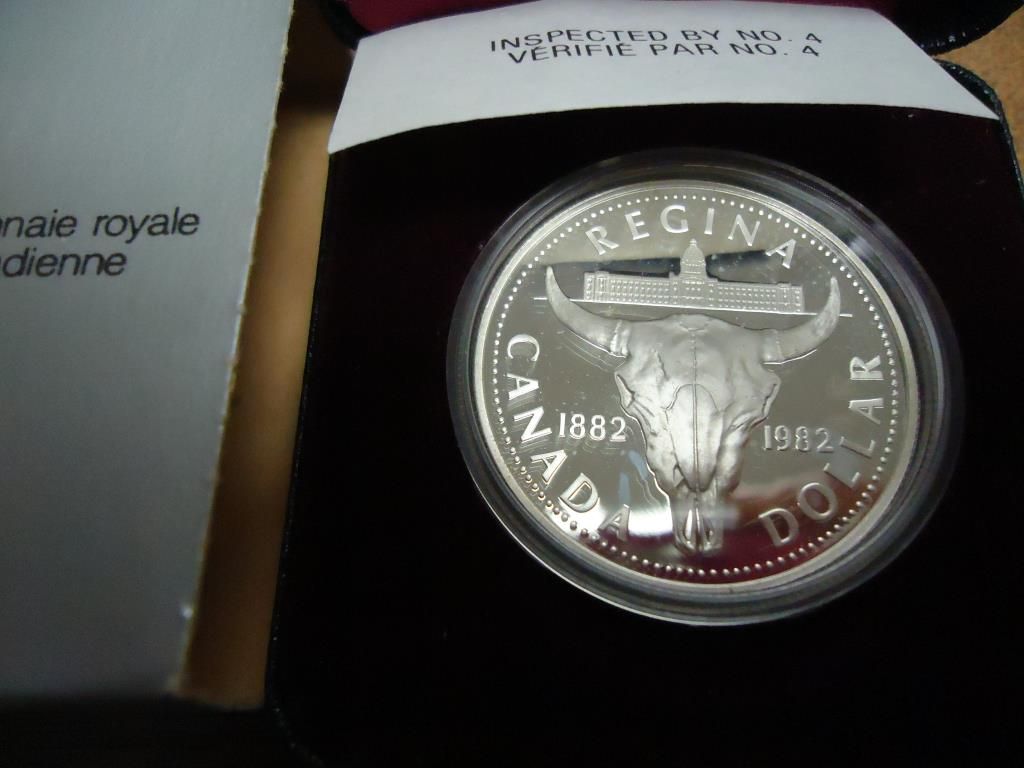 INSPECTED BY NO. 4
VÉRIFIÉ PAR NO. 4
naie royale
dienne
REGINA
CANADA
1882
1982
DOLLAR